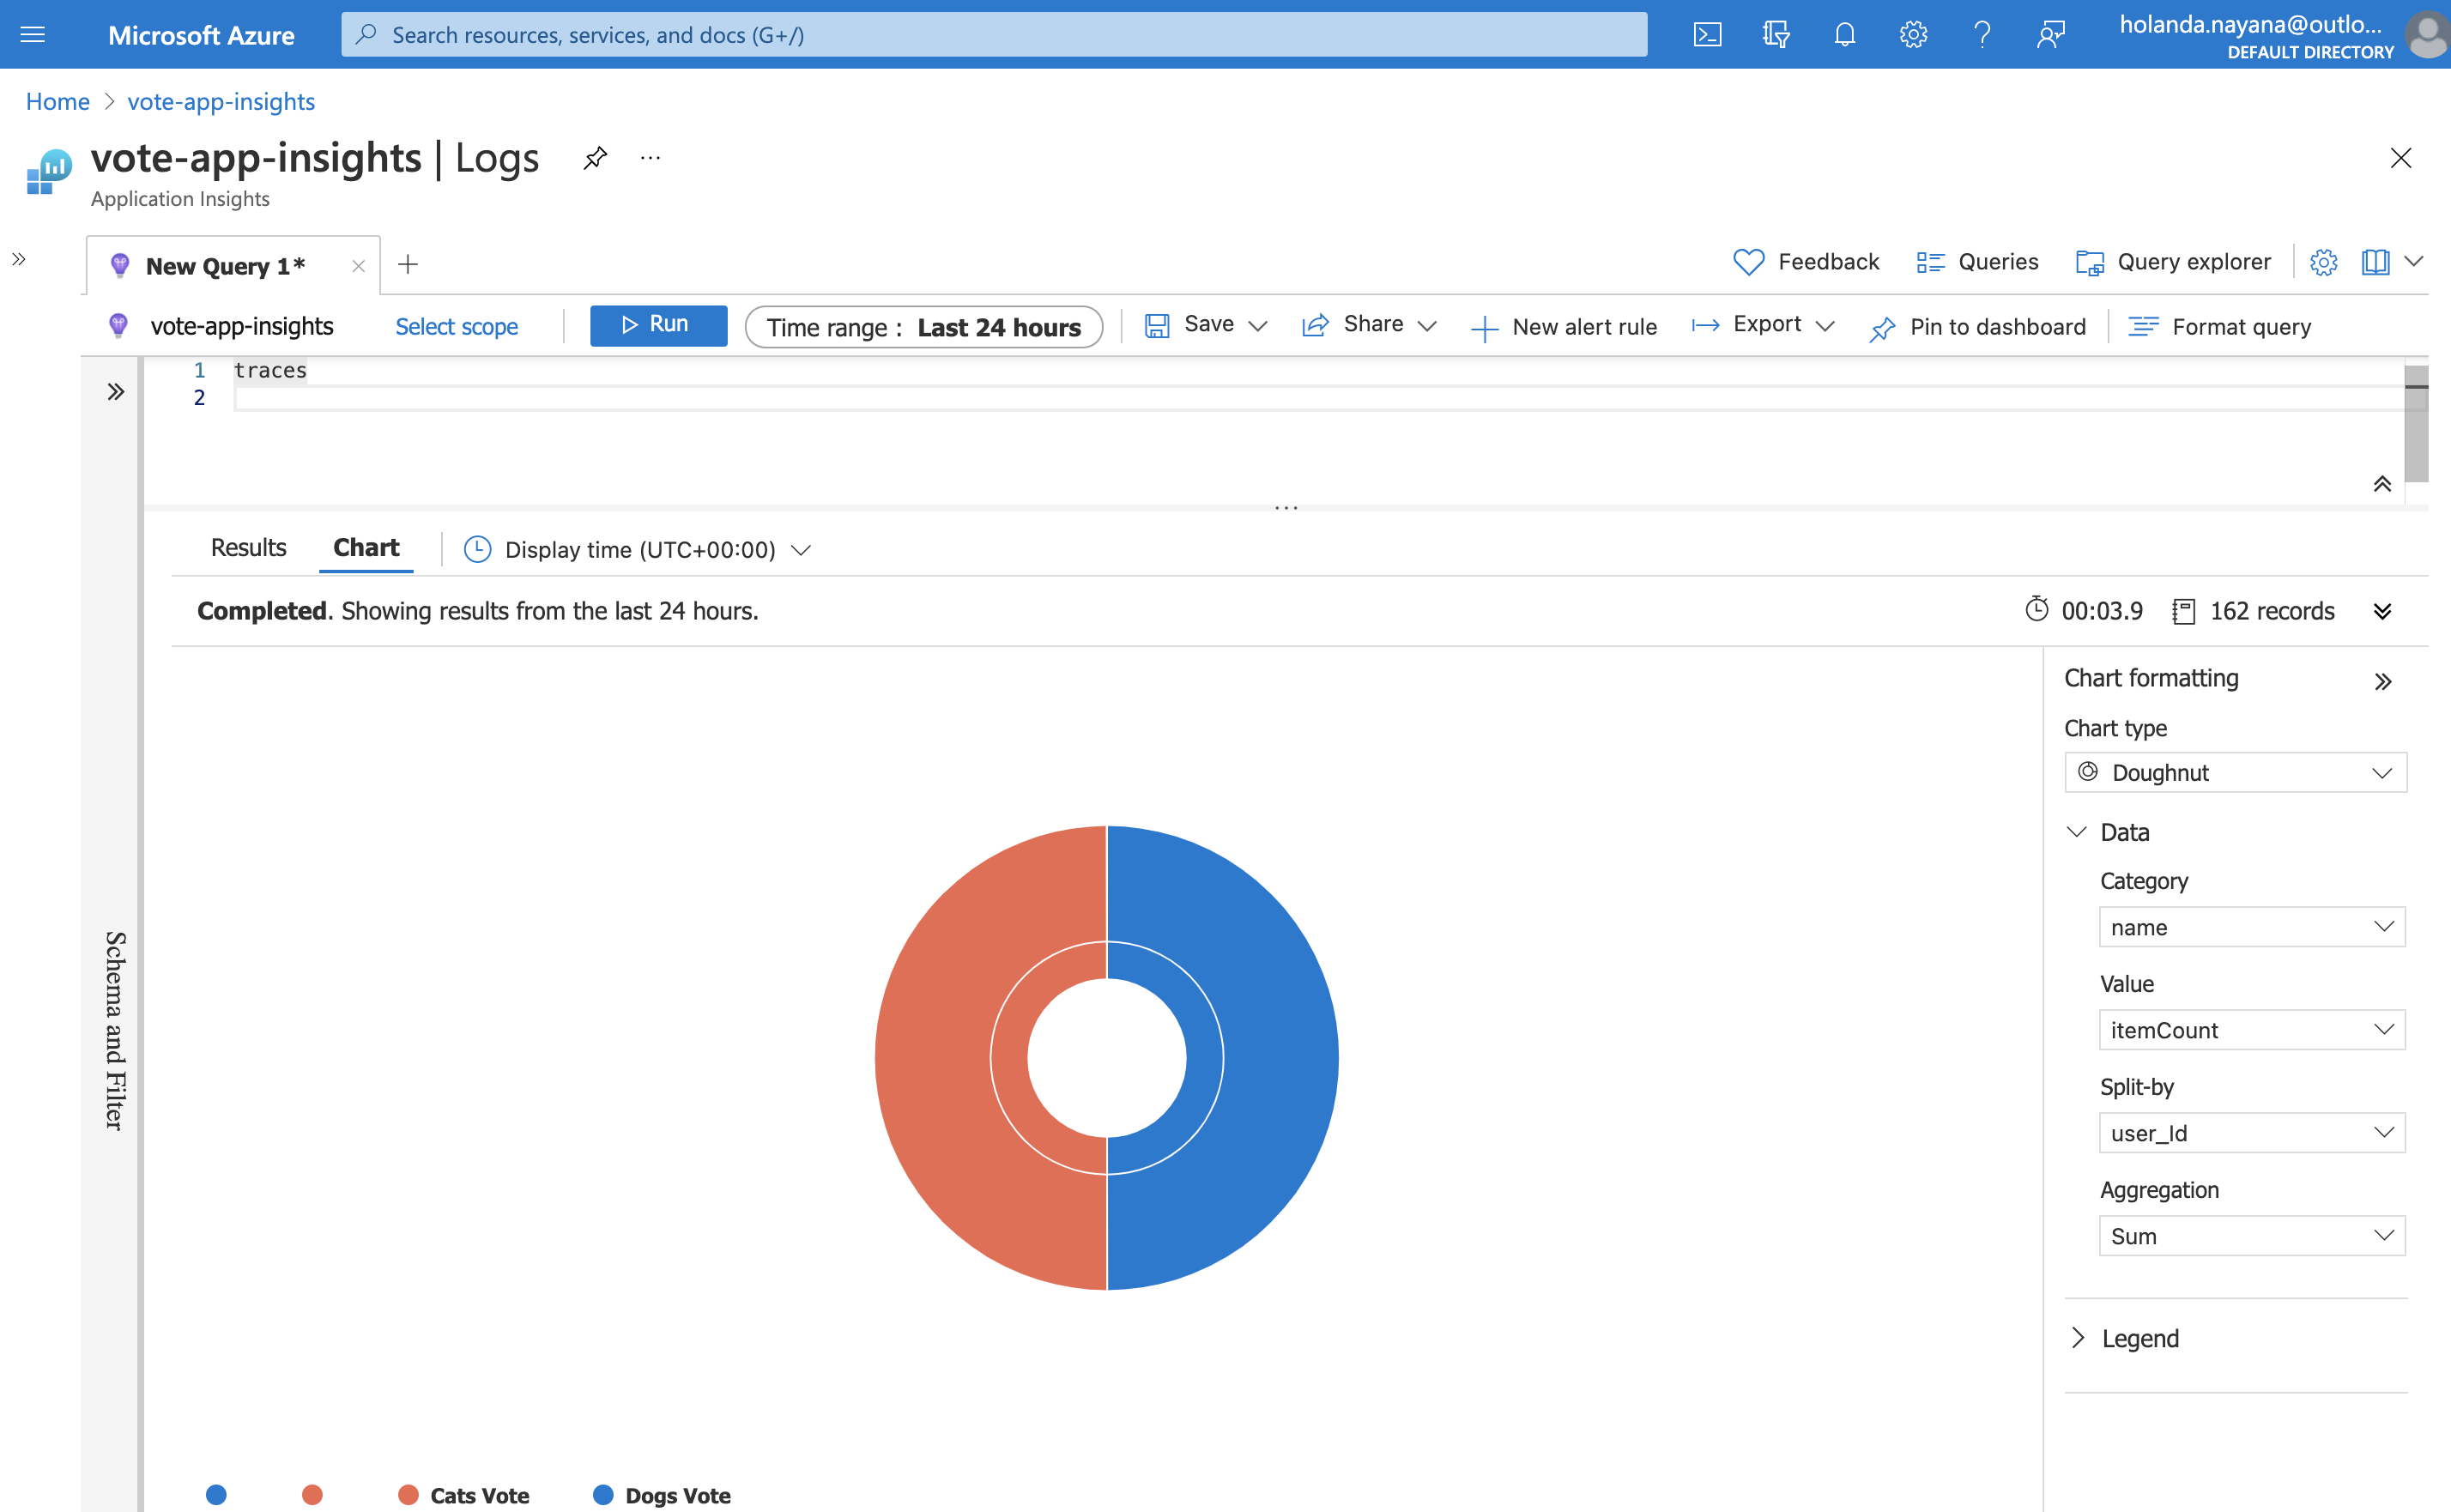 Microsoft Azure
Search resources, services, and docs (G+/)
holanda.nayana@outlo...
DEFAULT DIRECTORY
Home > vote-app-insights
vote-app-insights | Logs
...
Application Insights
New Query 1*
Feedback
Queries
Query explorer
vote-app-insights
Select scope
Run
Time range : Last 24 hours
Save
Share
New alert rule
Export
Pin to dashboard
Format query
1 traces
2
Results
Chart
Display time (UTC+00:00)
Completed. Showing results from the last 24 hours.
00:03.9
162 records
Schema and Filter
Chart formatting
Chart type
Doughnut
Data
Category
name
Value
itemCount
Split-by
user_Id
Aggregation
Sum
Legend
Cats Vote
Dogs Vote